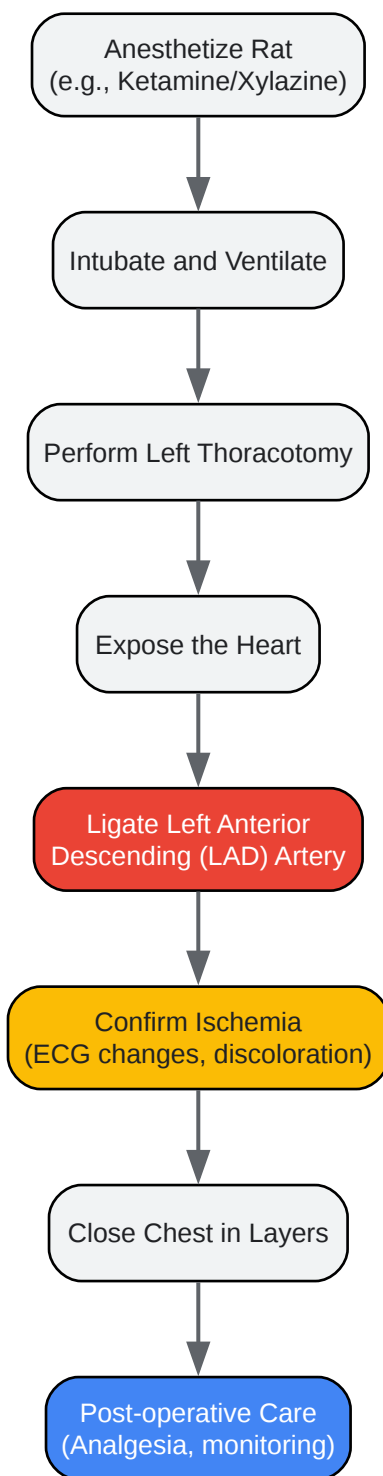 Anesthetize Rat
(e.g., Ketamine/Xylazine)
Intubate and Ventilate
Perform Left Thoracotomy
Expose the Heart
Ligate Left Anterior
Descending (LAD) Artery
Confirm Ischemia
(ECG changes, discoloration)
Close Chest in Layers
Post-operative Care
(Analgesia, monitoring)